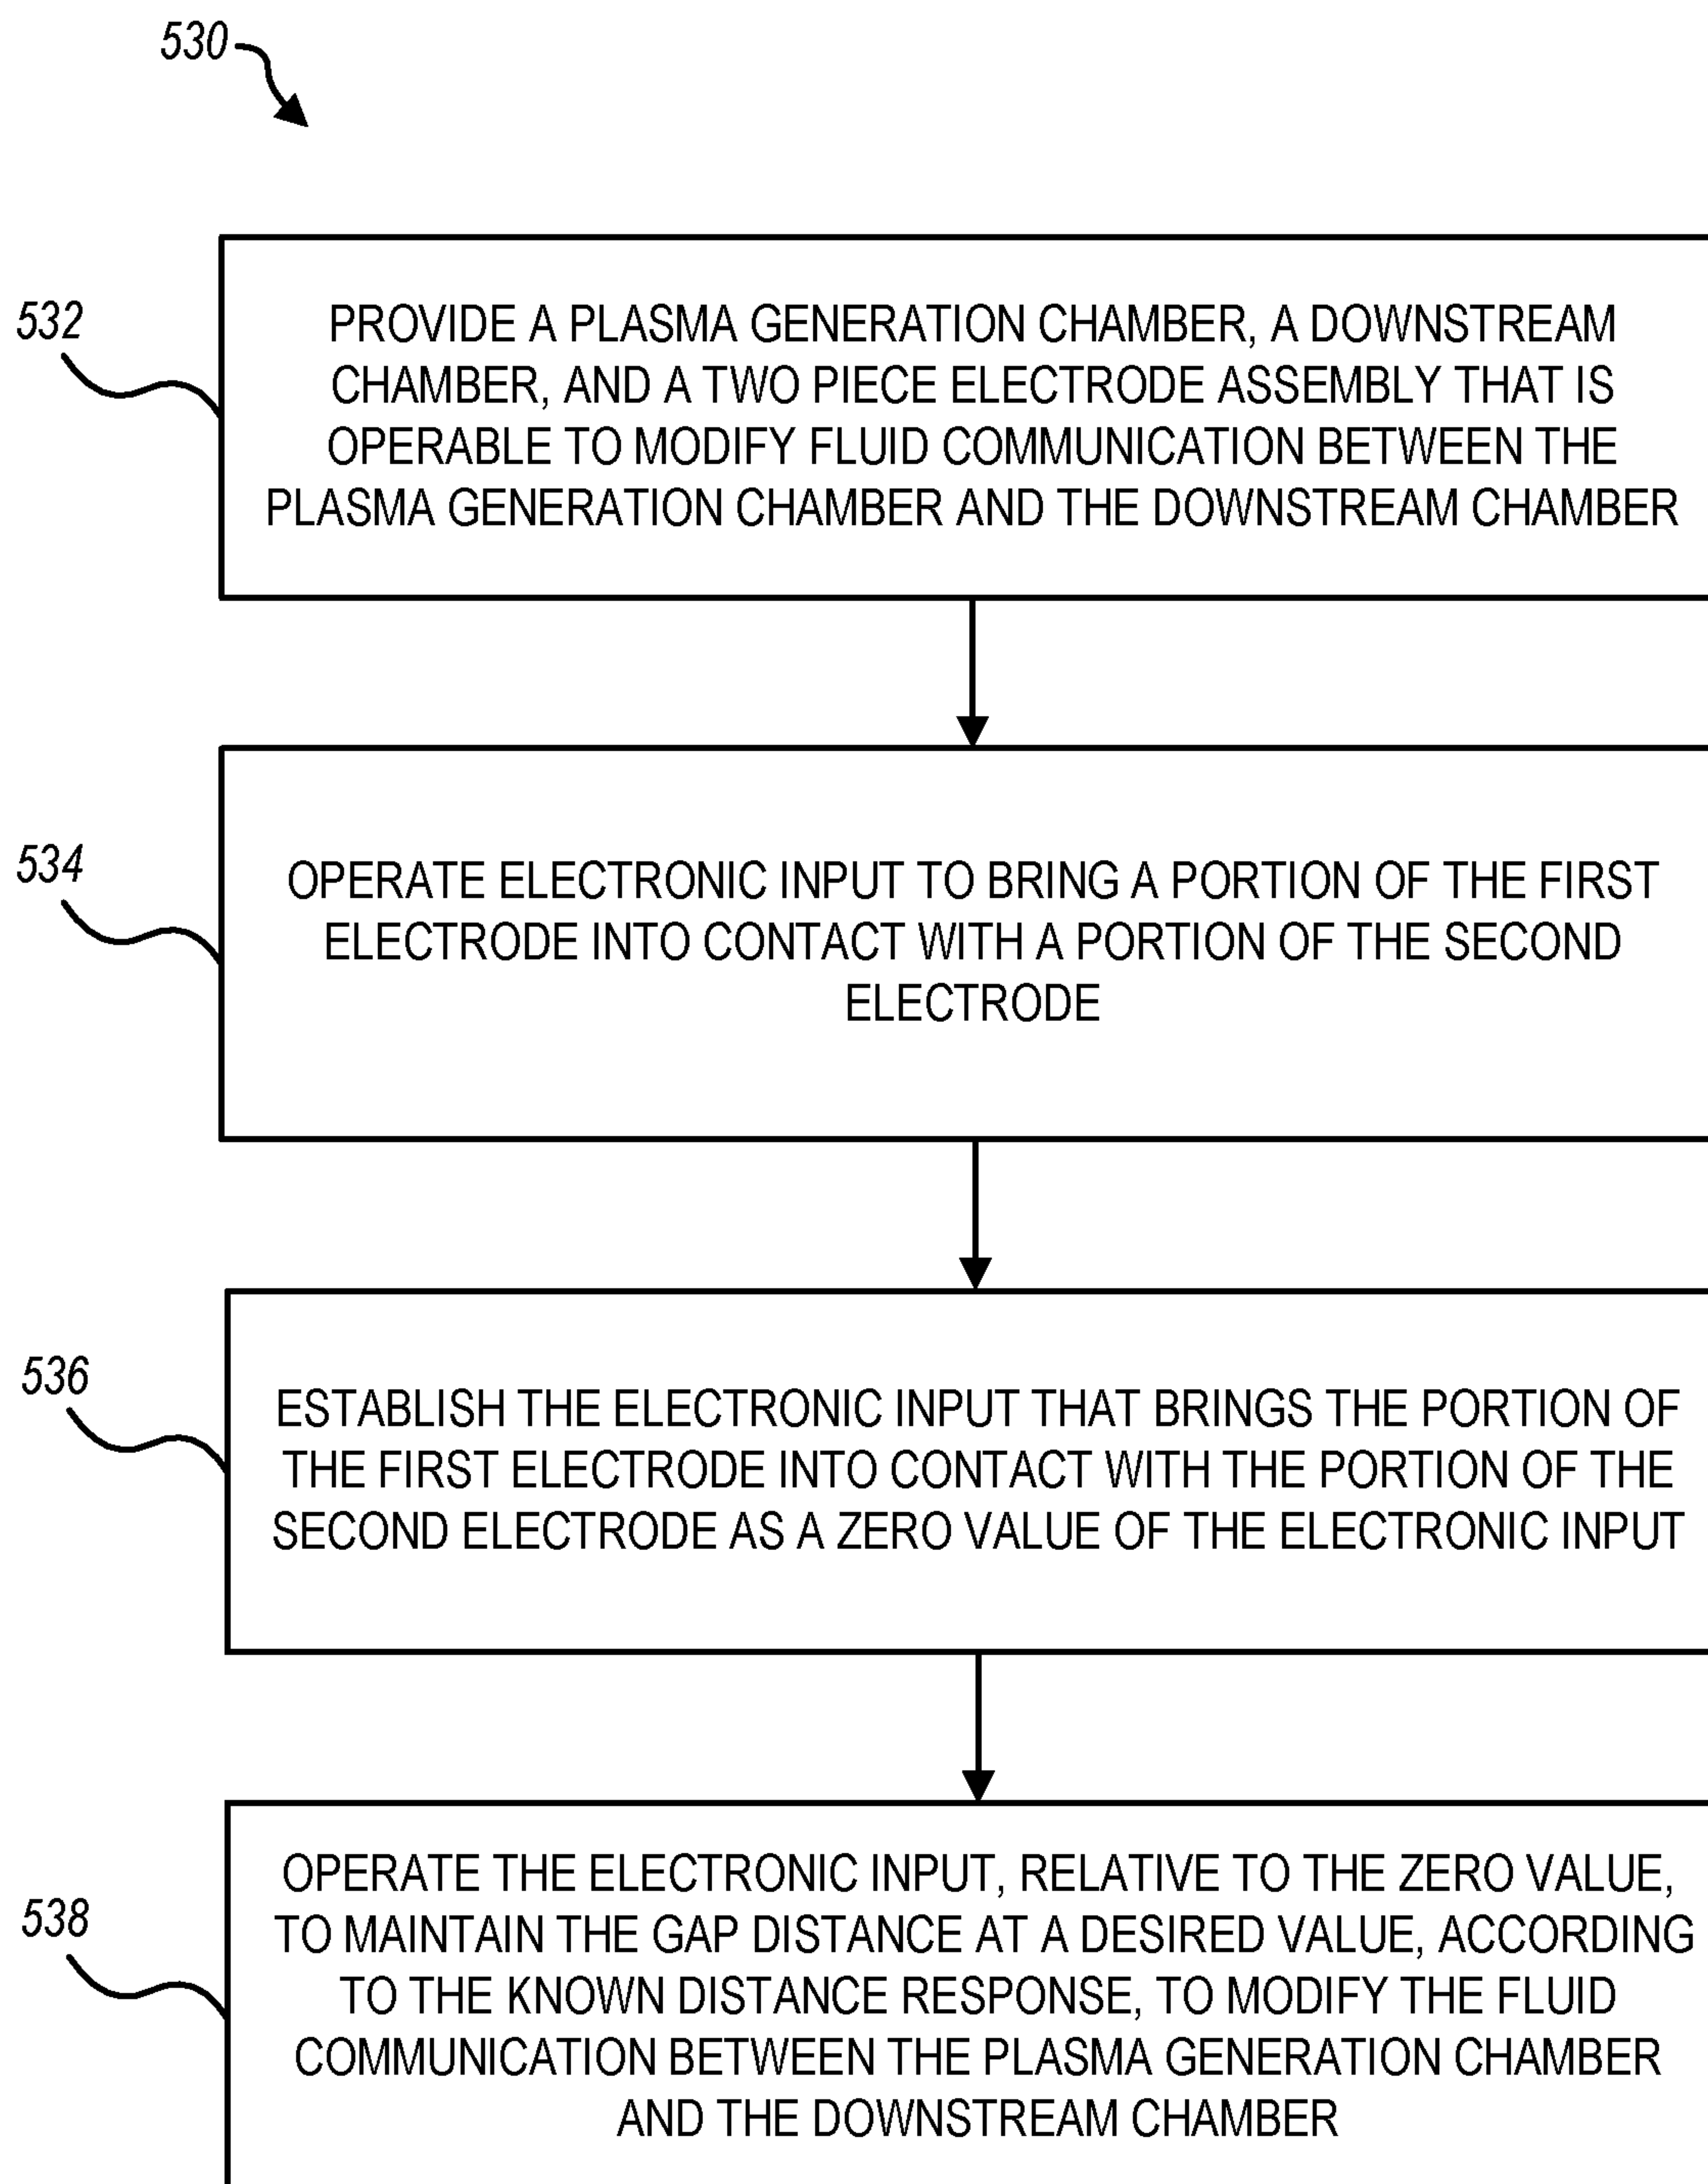 530
532
PROVIDE A PLASMA GENERATION CHAMBER, A DOWNSTREAM
CHAMBER, AND A TWO PIECE ELECTRODE ASSEMBLY THAT IS
OPERABLE TO MODIFY FLUID COMMUNICATION BETWEEN THE
PLASMA GENERATION CHAMBER AND THE DOWNSTREAM CHAMBER
534
OPERATE ELECTRONIC INPUT TO BRING A PORTION OF THE FIRST
ELECTRODE INTO CONTACT WITH A PORTION OF THE SECOND
ELECTRODE
536
ESTABLISH THE ELECTRONIC INPUT THAT BRINGS THE PORTION OF
THE FIRST ELECTRODE INTO CONTACT WITH THE PORTION OF THE
SECOND ELECTRODE AS A ZERO VALUE OF THE ELECTRONIC INPUT
538
OPERATE THE ELECTRONIC INPUT, RELATIVE TO THE ZERO VALUE,
TO MAINTAIN THE GAP DISTANCE AT A DESIRED VALUE, ACCORDING
TO THE KNOWN DISTANCE RESPONSE, TO MODIFY THE FLUID
COMMUNICATION BETWEEN THE PLASMA GENERATION CHAMBER
AND THE DOWNSTREAM CHAMBER